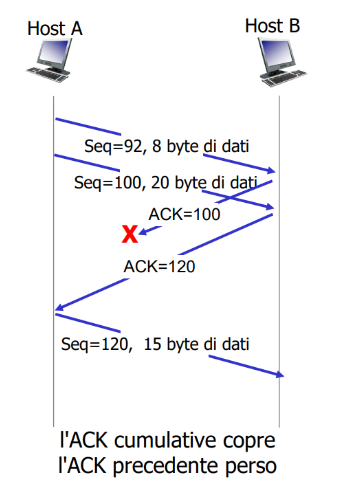 Host A
Host B
Seq=92, 8 byte di dati
Seq=100, 20 byte di dati
ACK=100
X
ACK=120
Seq=120, 15 byte di dati
l'ACK cumulative copre
l'ACK precedente perso